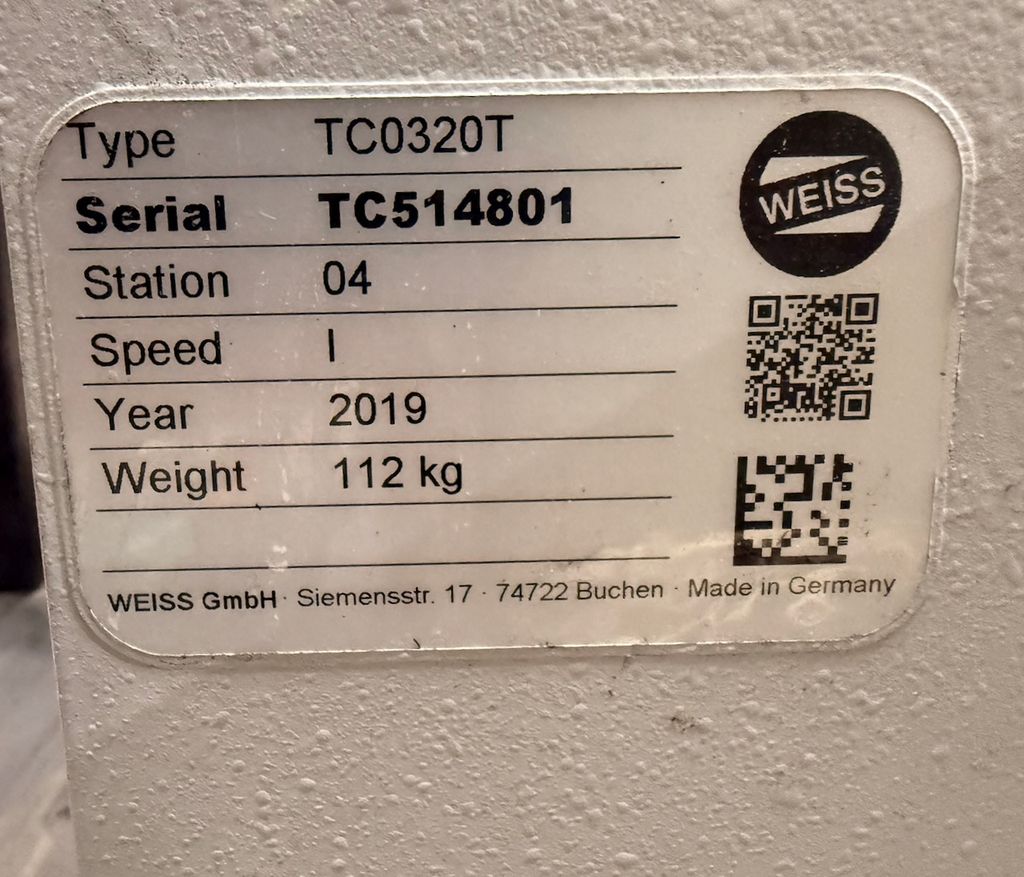 Type TC0320T
WEISS
Serial TC514801
Station 04
Speed I
Year 2019
Weight 112 kg
WEISS GmbH · Siemensstr. 17 · 74722 Buchen · Made in Germany